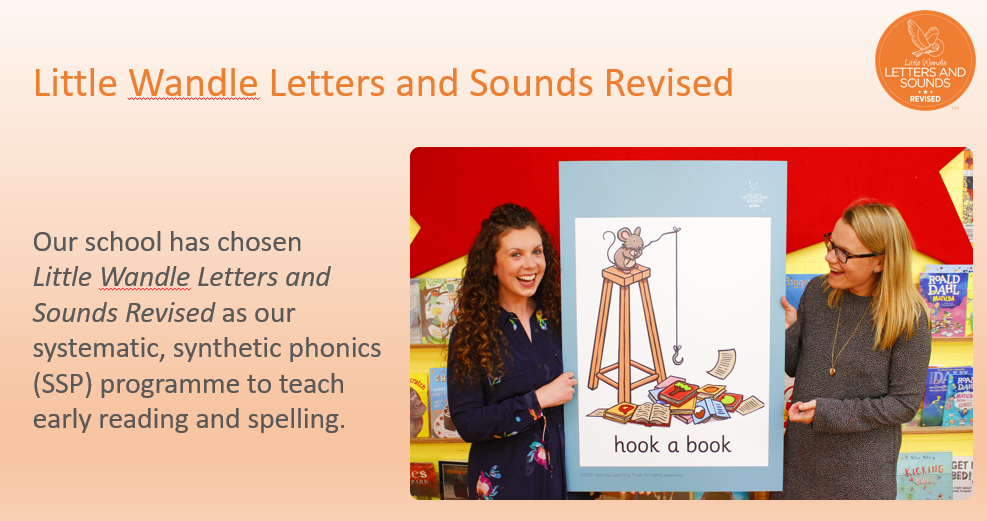 Little Wandle Letters and Sounds Revised
Little Wandle
LETTERS AND
SOUNDS
REVISED
Our school has chosen
Little Wandle Letters and
Sounds Revised as our
systematic, synthetic phonics
(SSP) programme to teach
early reading and spelling.
hook a book
ROALD
DAHL
MATILDA
KICKING
GET
BED!